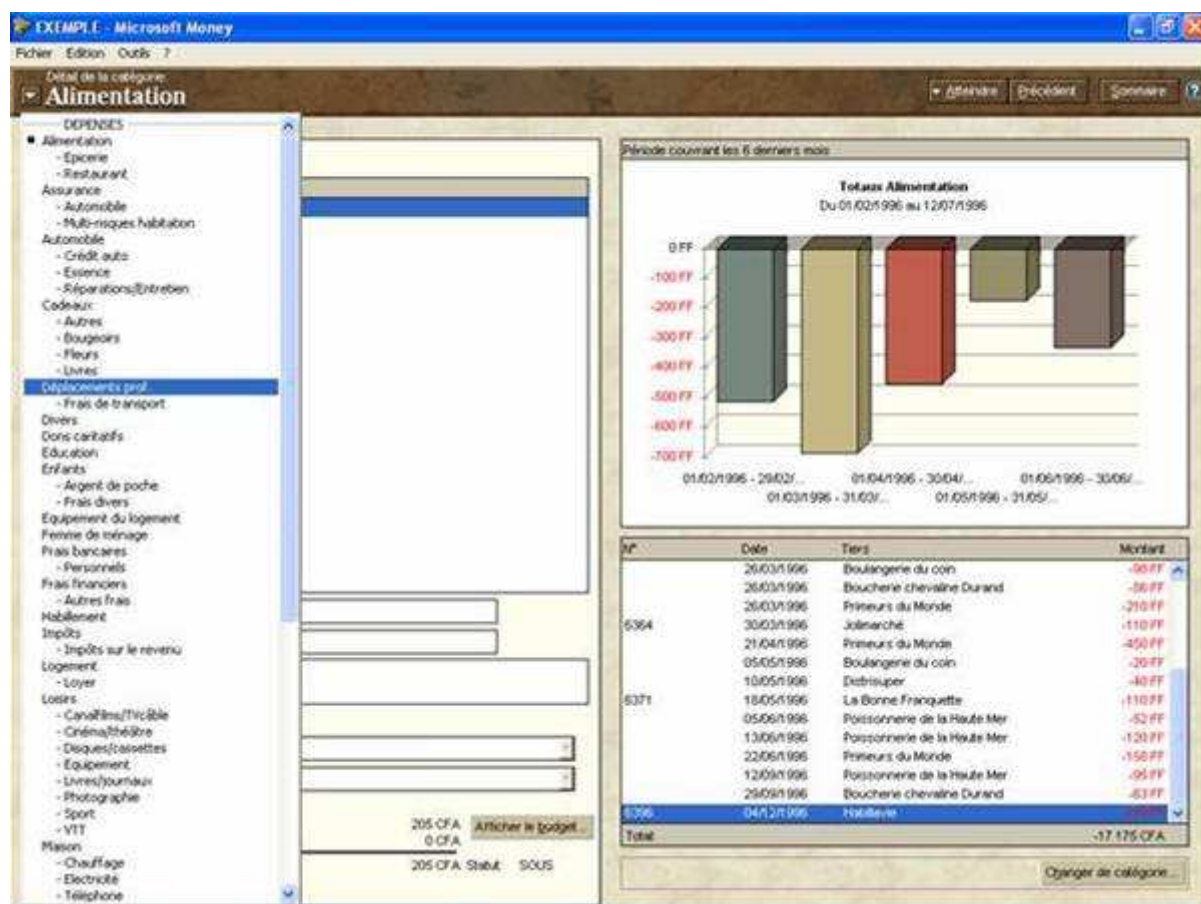 EXEMPLE - Microsoft Money
Fichier Edition Outils ?
Détail de la catégorie
Alimentation
Atteindre Précédent Sommaire ?
DEPENSES
Alimentation
- Epicerie
- Restaurant
Assurance
- Automobile
- Multi-risques habitation
Automobile
- Crédit auto
- Essence
- Réparations/Entretien
Cadeaux
- Autres
- Bougeoirs
- Fleurs
- Livres
Déplacements prof.
- Frais de transport
Divers
Dons caritatifs
Education
Enfants
- Argent de poche
- Frais divers
Equipement du logement
Femme de ménage
Frais bancaires
- Personnels
Frais financiers
- Autres frais
Habillement
Impôts
- Impôts sur le revenu
Logement
- Loyer
Loisirs
- Canalfilms/TVcâble
- Cinéma/théâtre
- Disques/cassettes
- Equipement
- Livres/journaux
- Photographie
- Sport
- VTT
Maison
- Chauffage
- Electricité
- Téléphone
205 CFA Afficher le budget...
0 CFA
205 CFA Statut SOUS
Période couvrant les 6 derniers mois
Totaux Alimentation
Du 01/02/1996 au 12/07/1996
0 FF
-100 FF
-200 FF
-300 FF
-400 FF
-500 FF
-600 FF
-700 FF
01/02/1996 - 29/02/... 01/04/1996 - 30/04/... 01/06/1996 - 30/06/...
01/03/1996 - 31/03/... 01/05/1996 - 31/05/...
N° Date Tiers Montant
26/03/1996 Boulangerie du coin
26/03/1996 Boucherie chevaline Durand
26/03/1996 Primeurs du Monde -210 FF
6364 30/03/1996 Jolimarché -110 FF
21/04/1996 Primeurs du Monde -450 FF
05/05/1996 Boulangerie du coin -20 FF
10/05/1996 Distrisuper -40 FF
6371 18/05/1996 La Bonne Franquette -110 FF
05/06/1996 Poissonnerie de la Haute Mer -52 FF
13/06/1996 Poissonnerie de la Haute Mer -120 FF
22/06/1996 Primeurs du Monde
12/09/1996 Poissonnerie de la Haute Mer -95 FF
29/09/1996 Boucherie chevaline Durand -63 FF
6396 04/12/1996 Habillevie
Total -17 175 CFA
Changer de catégorie...